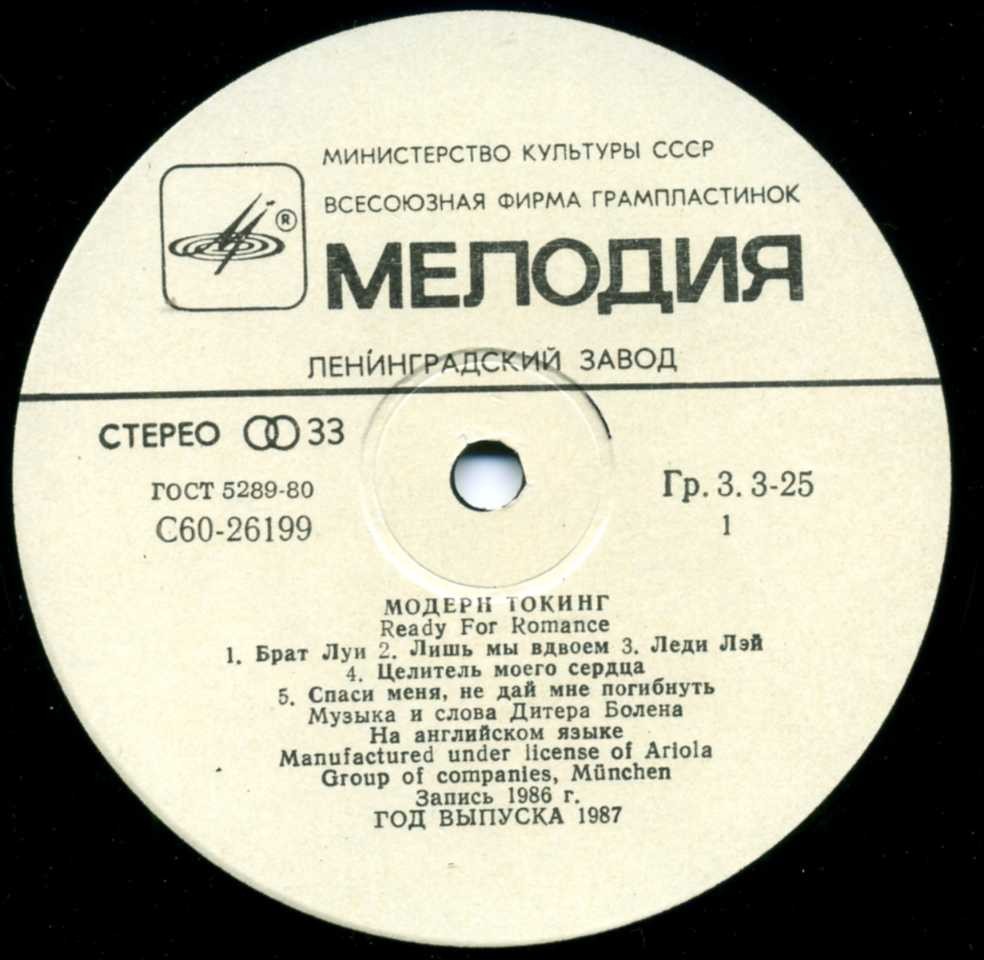 МИНИСТЕРСТВО КУЛЬТУРЫ СССР
ВСЕСОЮЗНАЯ ФИРМА ГРАМПЛАСТИНОК
®
МЕЛОДИЯ
ЛЕНИНГРАДСКИЙ ЗАВОД
СТЕРЕО 33
ГОСТ 5289-80
С60-26199
Гр. 3. 3-25
1
МОДЕРН ТОКИНГ
Ready For Romance
1. Брат Луи 2. Лишь мы вдвоем 3. Леди Лэй
4. Целитель моего сердца
5. Спаси меня, не дай мне погибнуть
Музыка и слова Дитера Болена
На английском языке
Manufactured under license of Ariola
Group of companies, München
Запись 1986 г.
ГОД ВЫПУСКА 1987